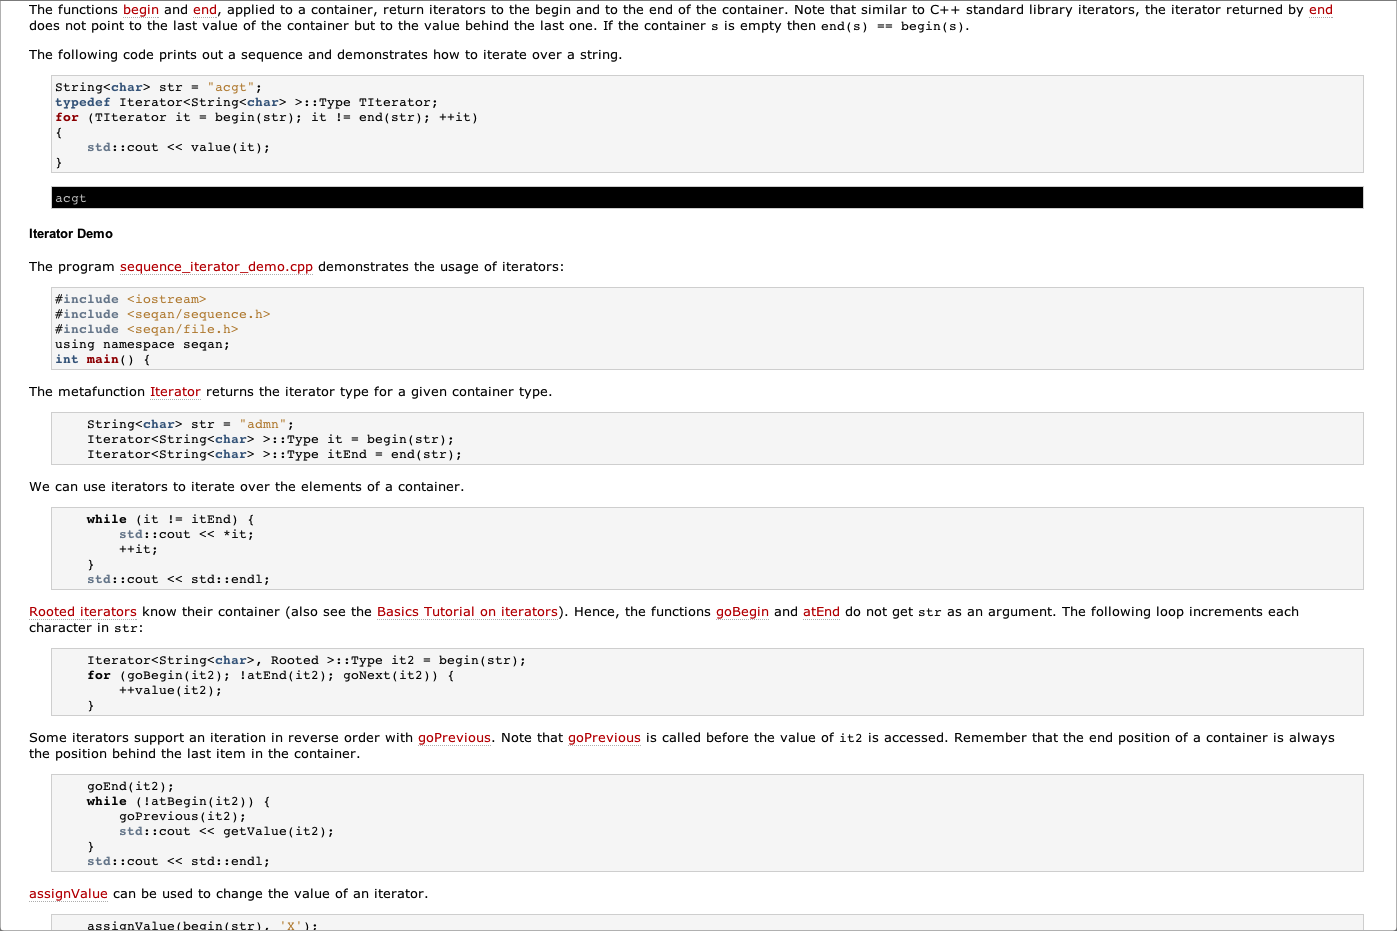 The functions begin and end, applied to a container, return iterators to the begin and to the end of the container. Note that similar to C++ standard library iterators, the iterator returned by end
does not point to the last value of the container but to the value behind the last one. If the container s is empty then end(s) == begin(s).
The following code prints out a sequence and demonstrates how to iterate over a string.
String<char> str = "acgt";
typedef Iterator<String<char> >::Type TIterator;
for (TIterator it = begin(str); it != end(str); ++it)
{
    std::cout << value(it);
}
acgt
Iterator Demo
The program sequence_iterator_demo.cpp demonstrates the usage of iterators:
#include <iostream>
#include <seqan/sequence.h>
#include <seqan/file.h>
using namespace seqan;
int main() {
The metafunction Iterator returns the iterator type for a given container type.
    String<char> str = "admn";
    Iterator<String<char> >::Type it = begin(str);
    Iterator<String<char> >::Type itEnd = end(str);
We can use iterators to iterate over the elements of a container.
    while (it != itEnd) {
        std::cout << *it;
        ++it;
    }
    std::cout << std::endl;
Rooted iterators know their container (also see the Basics Tutorial on iterators). Hence, the functions goBegin and atEnd do not get str as an argument. The following loop increments each
character in str:
    Iterator<String<char>, Rooted >::Type it2 = begin(str);
    for (goBegin(it2); !atEnd(it2); goNext(it2)) {
        ++value(it2);
    }
Some iterators support an iteration in reverse order with goPrevious. Note that goPrevious is called before the value of it2 is accessed. Remember that the end position of a container is always
the position behind the last item in the container.
    goEnd(it2);
    while (!atBegin(it2)) {
        goPrevious(it2);
        std::cout << getValue(it2);
    }
    std::cout << std::endl;
assignValue can be used to change the value of an iterator.
    assignValue(begin(str), 'X');